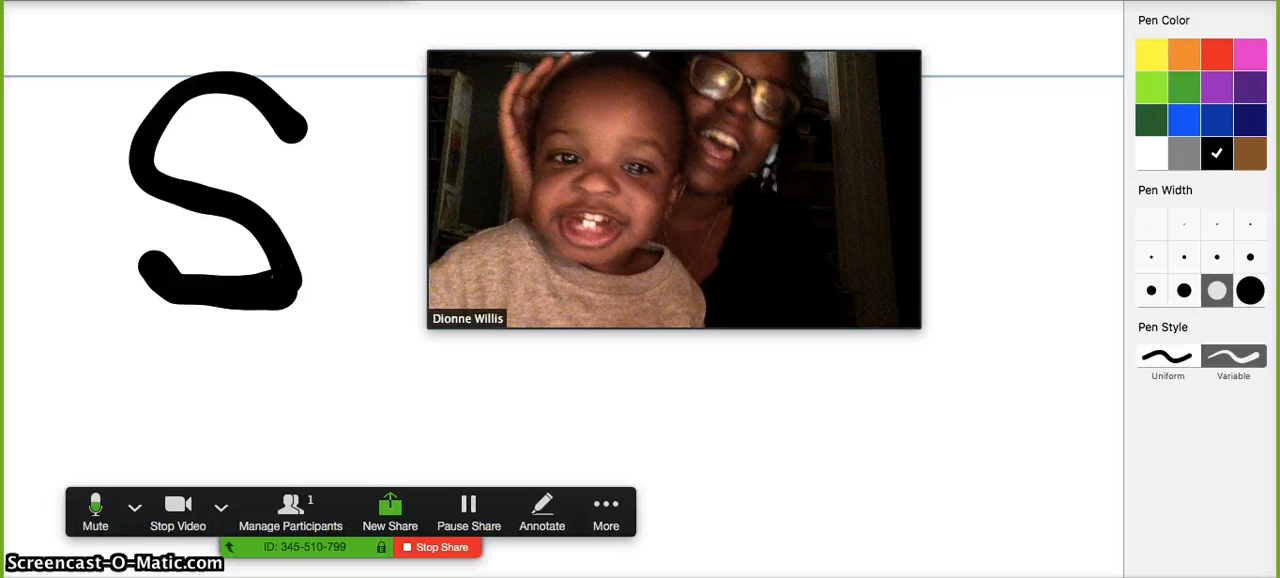 Pen Color
S
Dionne Willis
Pen Width
Pen Style
Uniform Variable
1
Mute Stop Video Manage Participants New Share Pause Share Annotate More
ID: 345-510-799 Stop Share
Screencast-O-Matic.com